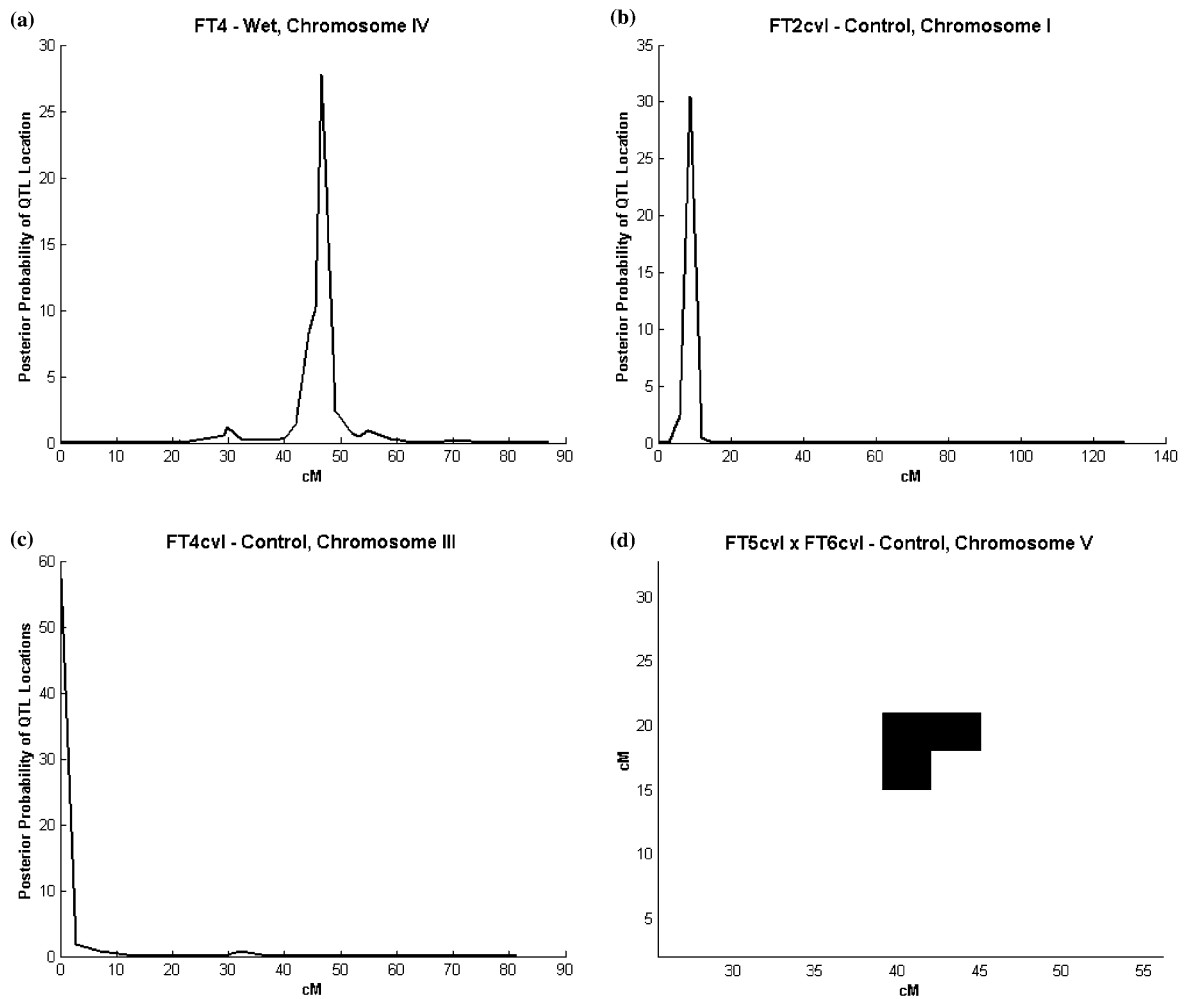 (a)
FT4 - Wet, Chromosome IV
Posterior Probability of QTL Location
30
25
20
15
10
5
0
0 10 20 30 40 50 60 70 80 90
cM
(b)
FT2cvl - Control, Chromosome I
Posterior Probability of QTL Location
35
30
25
20
15
10
5
0
0 20 40 60 80 100 120 140
cM
(c)
FT4cvl - Control, Chromosome III
Posterior Probability of QTL Locations
60
50
40
30
20
10
0
0 10 20 30 40 50 60 70 80 90
cM
(d)
FT5cvl x FT6cvl - Control, Chromosome V
cM
30
25
20
15
10
5
30 35 40 45 50 55
cM